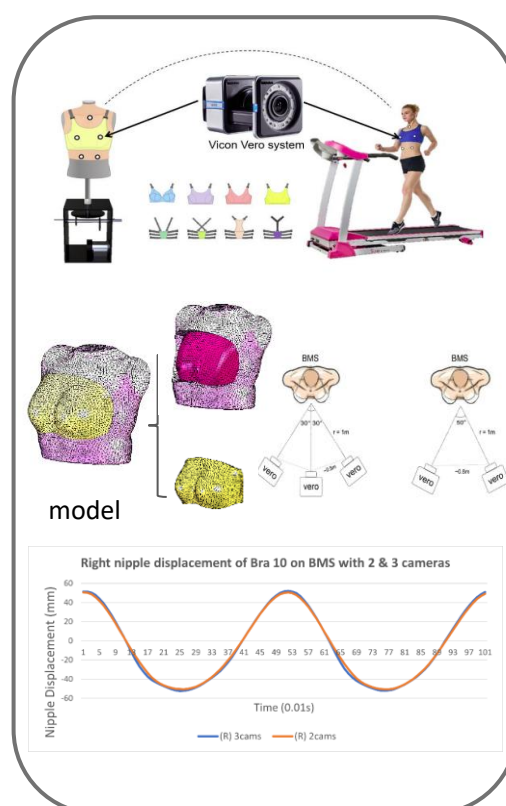 Vicon Vero system
BMS
BMS
30° 30°
r = 1m
50°
r = 1m
~0.5m
~0.9m
vero
vero
vero
vero
vero
model
Right nipple displacement of Bra 10 on BMS with 2 & 3 cameras
Nipple Displacement (mm)
60
40
20
0
-20
-40
-60
1 5 9 13 17 21 25 29 33 37 41 45 49 53 57 61 65 69 73 77 81 85 89 93 97 101
Time (0.01s)
(R) 3cams
(R) 2cams